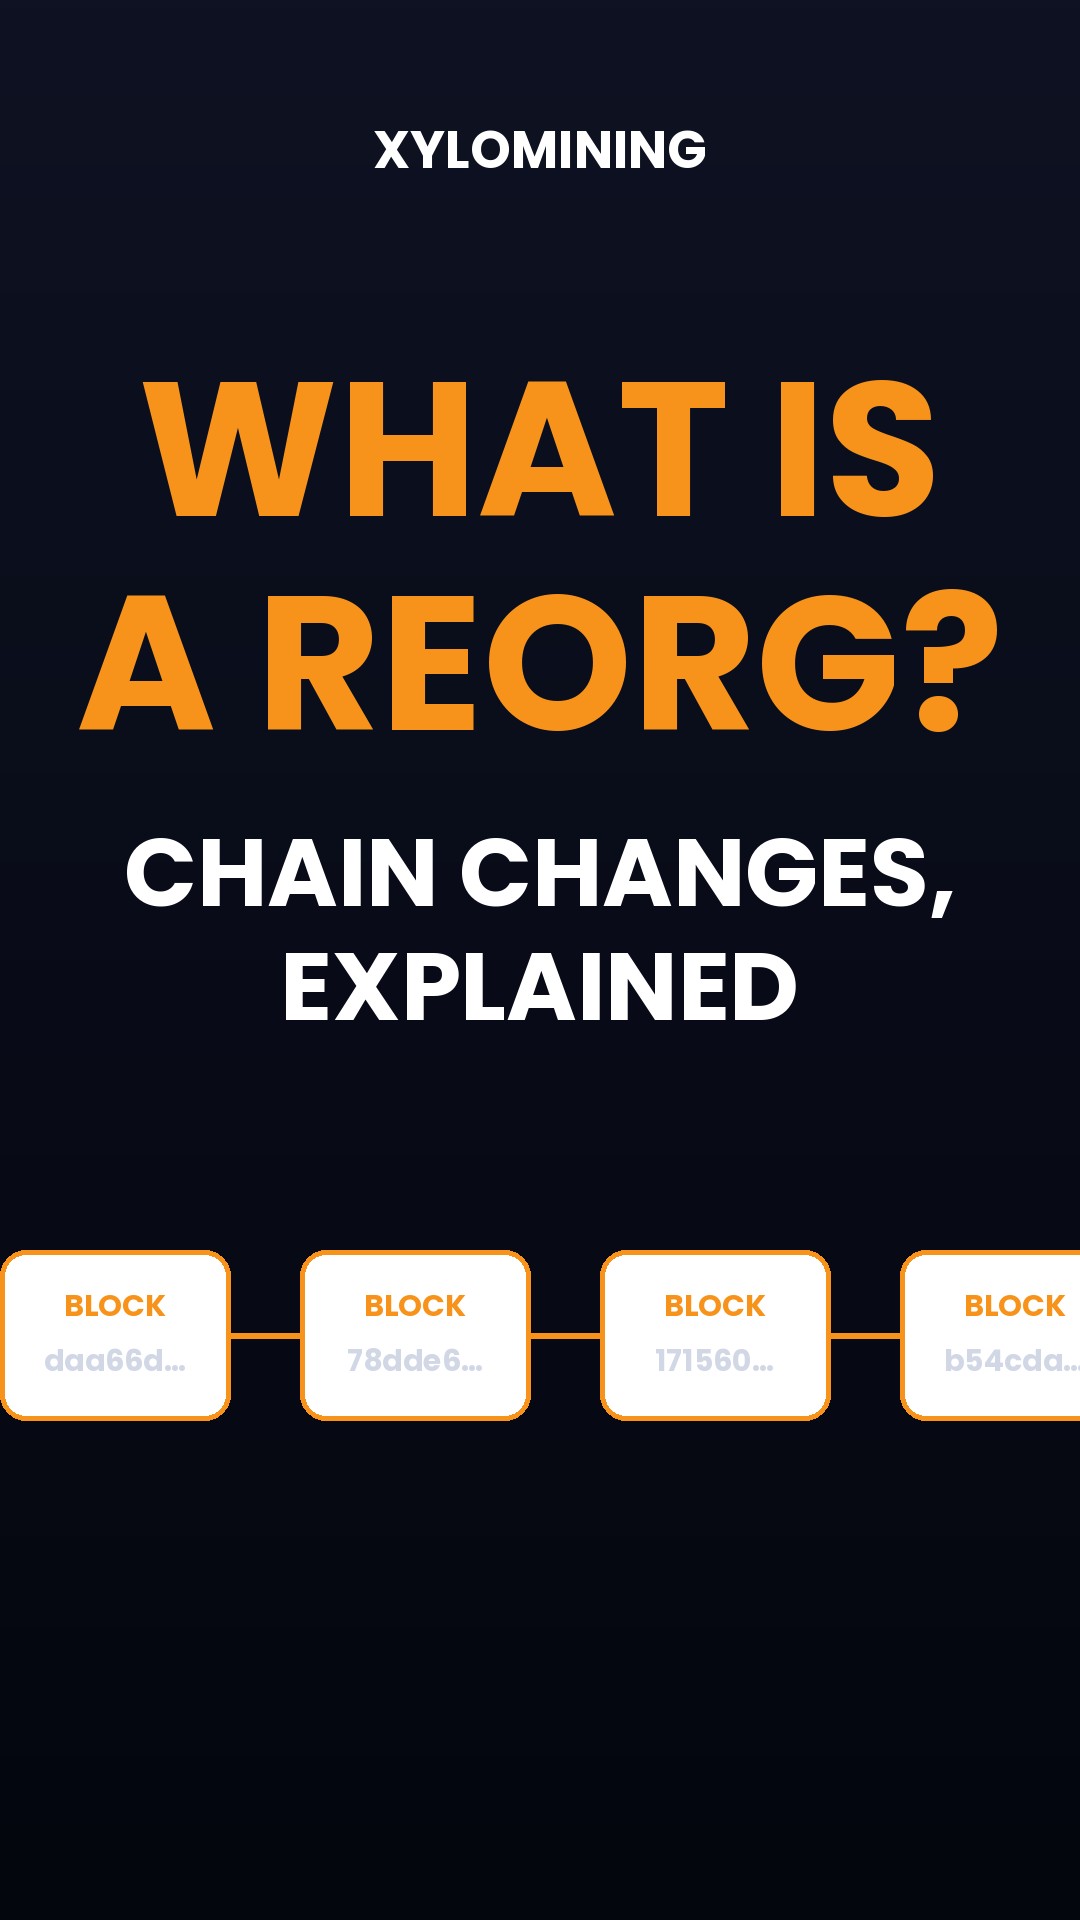 XYLOMINING
WHAT IS
A REORG?
CHAIN CHANGES,
EXPLAINED
BLOCK BLOCK BLOCK BLOCK
daa66d... 78dde6... 171560... b54cda...